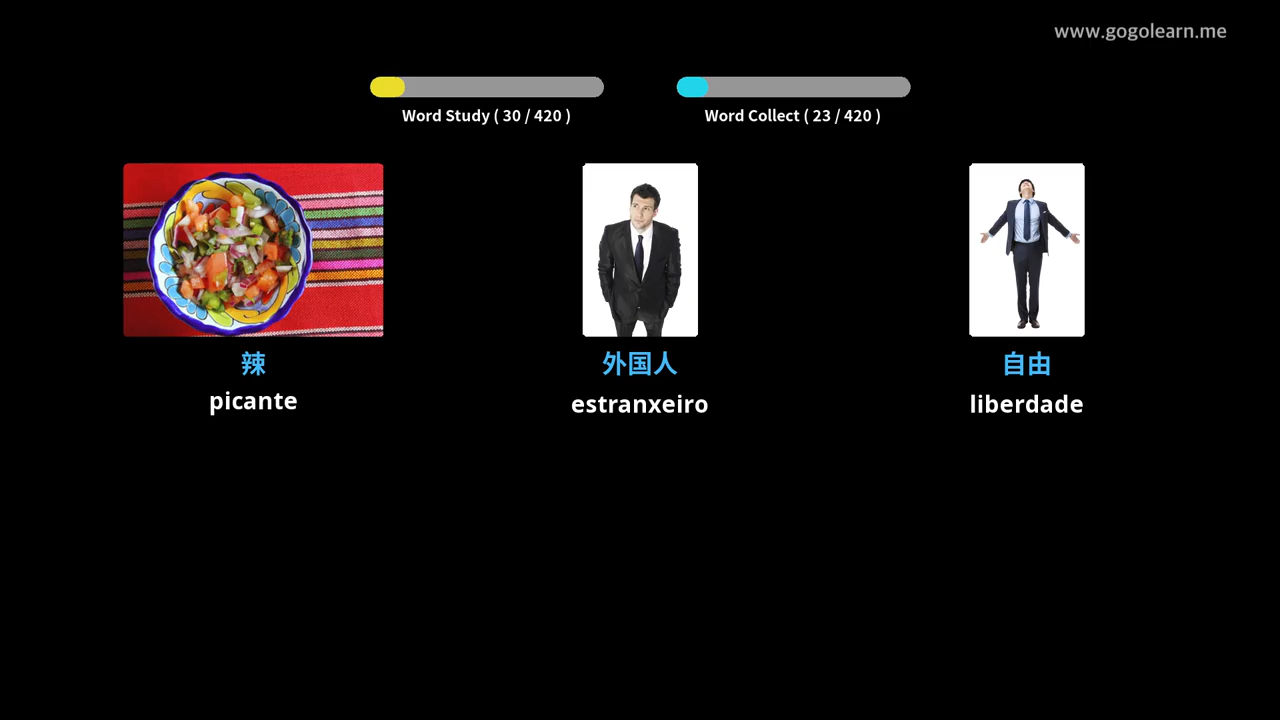 www.gogolearn.me
Word Study ( 30 / 420 )
Word Collect ( 23 / 420 )
辣
picante
外国人
estranxeiro
自由
liberdade